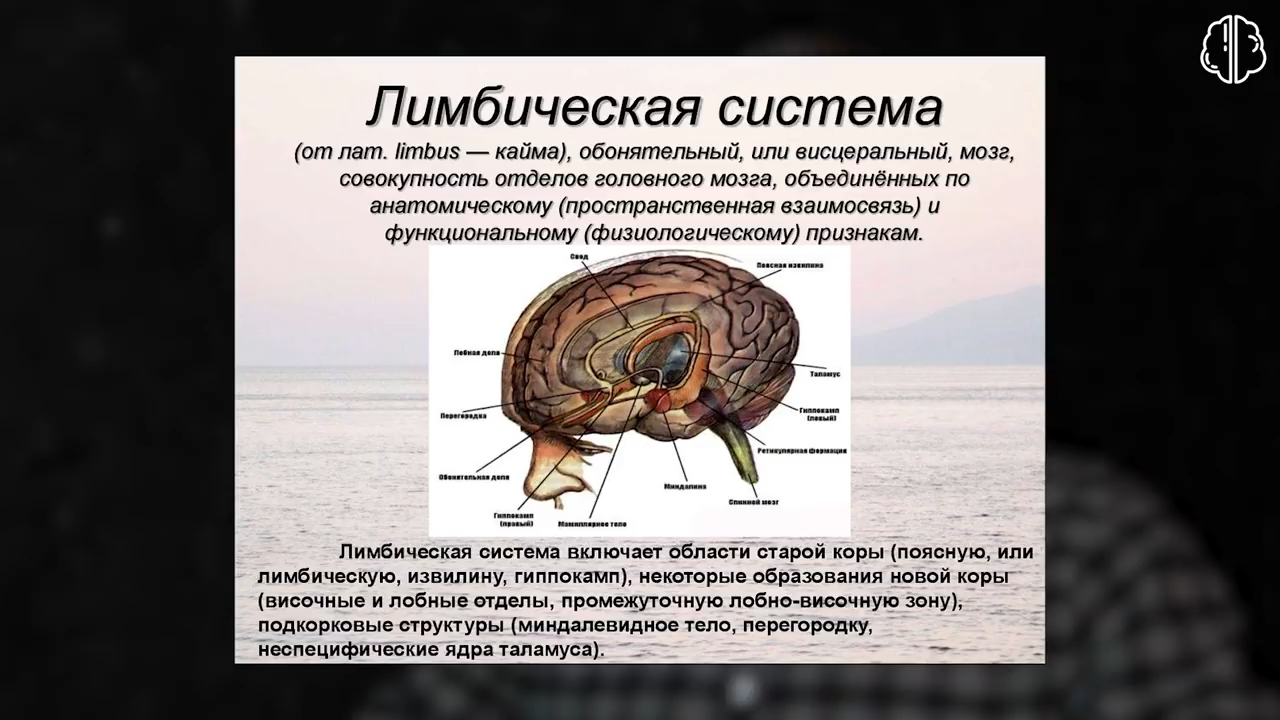 Лимбическая система
(от лат. limbus — кайма), обонятельный, или висцеральный, мозг,
совокупность отделов головного мозга, объединённых по
анатомическому (пространственная взаимосвязь) и
функциональному (физиологическому) признакам.
Свод
Поясная извилина
Лобная доля
Таламус
Перегородка
Гиппокамп
(левый)
Ретикулярная формация
Обонятельная доля
Миндалина
Спинной мозг
Гиппокамп
(правый)
Мамиллярное тело
Лимбическая система включает области старой коры (поясную, или
лимбическую, извилину, гиппокамп), некоторые образования новой коры
(височные и лобные отделы, промежуточную лобно-височную зону),
подкорковые структуры (миндалевидное тело, перегородку,
неспецифические ядра таламуса).